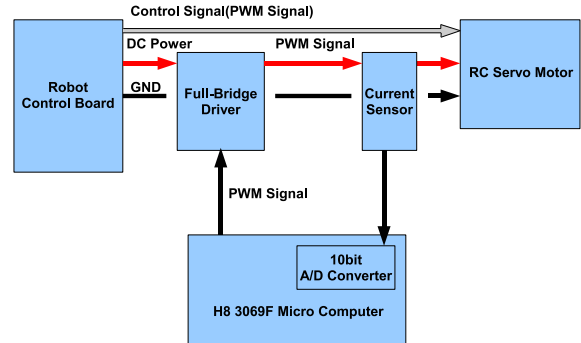 Control Signal(PWM Signal)
DC Power
PWM Signal
Robot
Control Board
GND
Full-Bridge
Driver
Current
Sensor
RC Servo Motor
PWM Signal
10bit
A/D Converter
H8 3069F Micro Computer